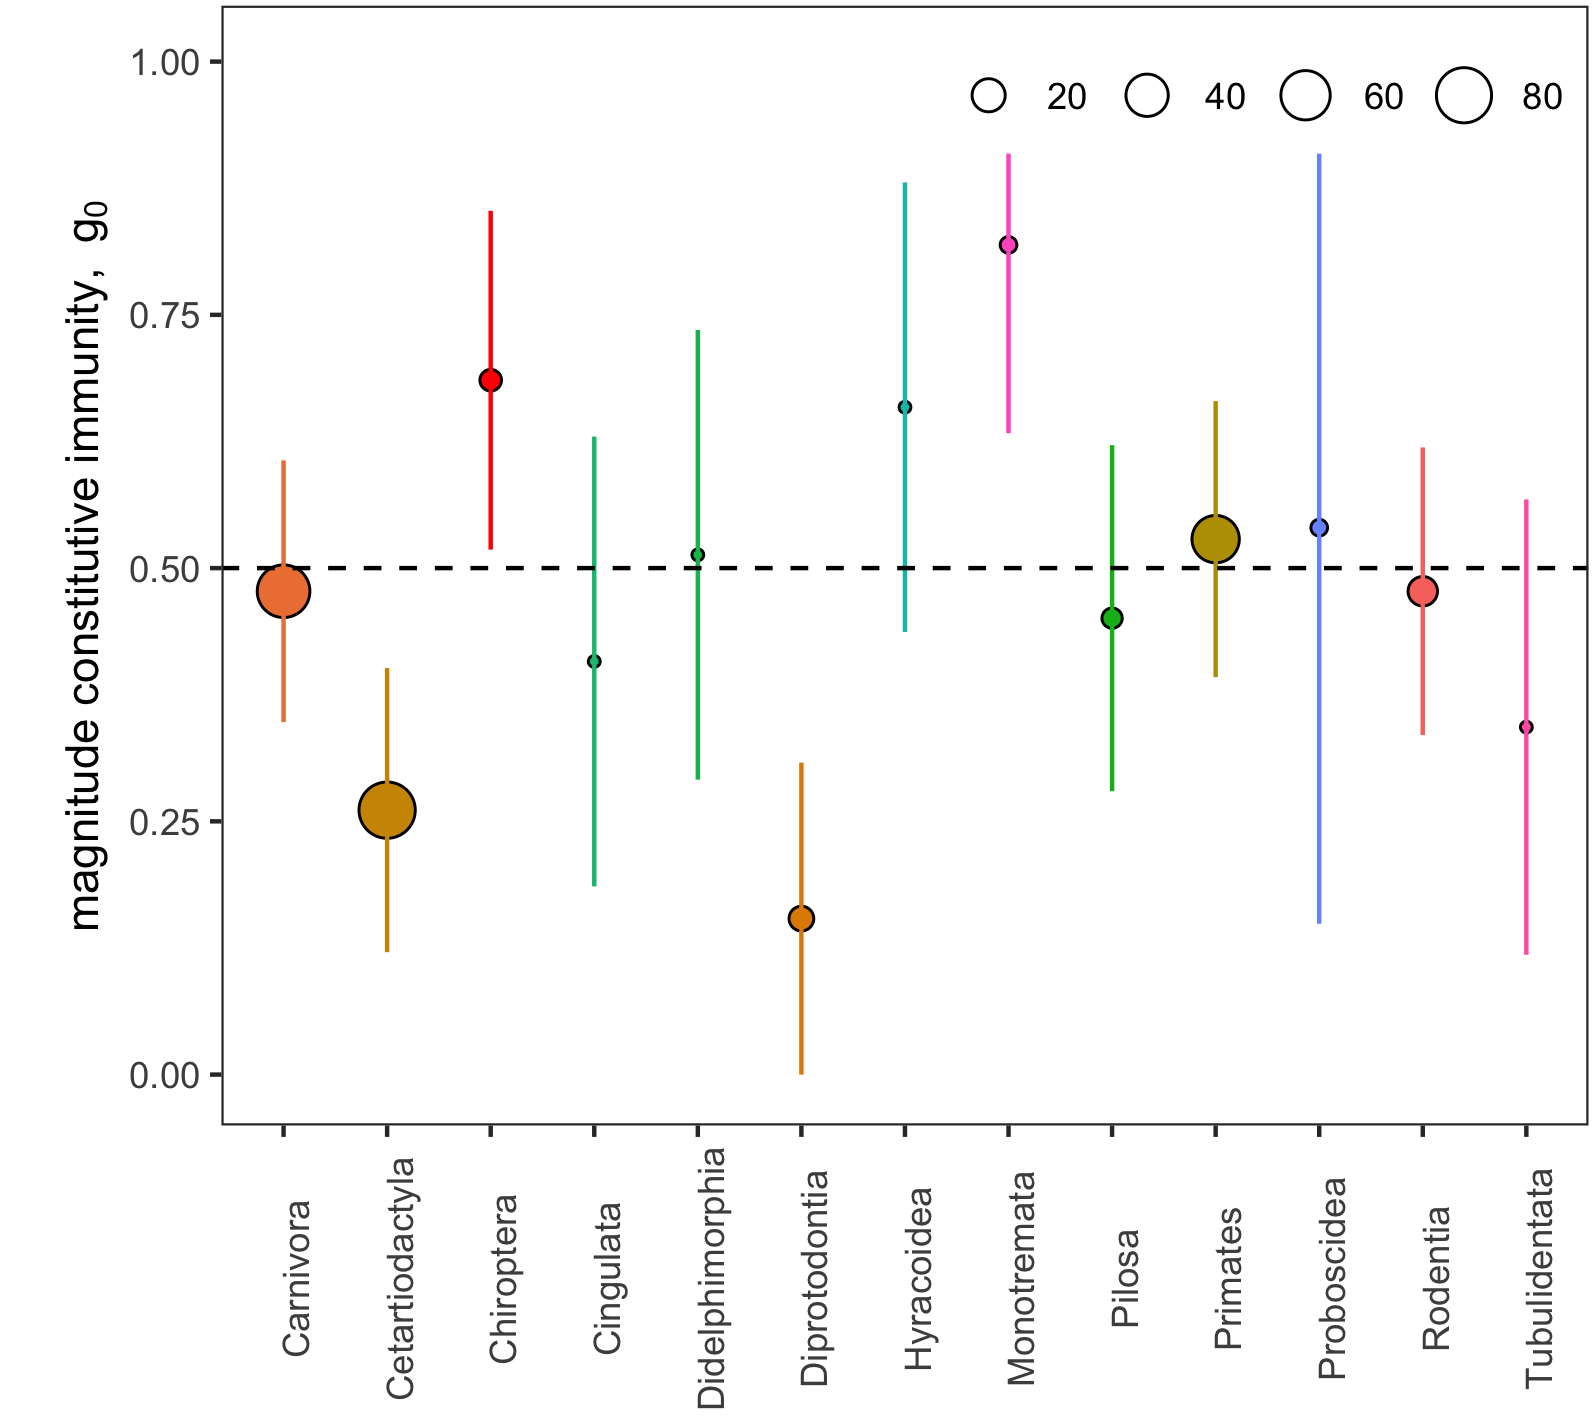 magnitude constitutive immunity, g0
1.00
0.75
0.50
0.25
0.00
20 40 60 80
Carnivora
Cetartiodactyla
Chiroptera
Cingulata
Didelphimorphia
Diprotodontia
Hyracoidea
Monotremata
Pilosa
Primates
Proboscidea
Rodentia
Tubulidentata